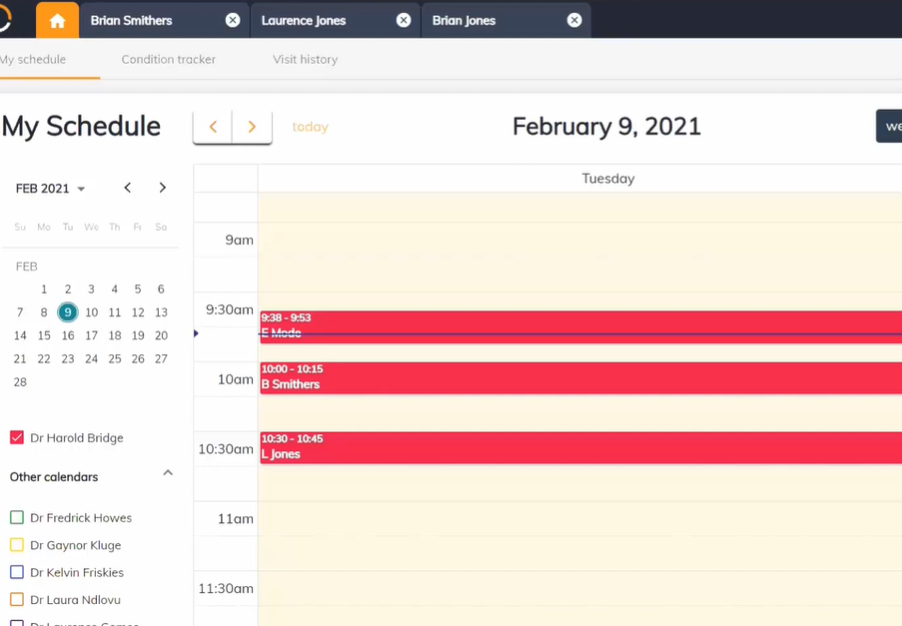 Brian Smithers
Laurence Jones
Brian Jones
My schedule
Condition tracker
Visit history
My Schedule
today
February 9, 2021
FEB 2021
Su Mo Tu We Th Fr Sa
FEB
1 2 3 4 5 6
7 8 9 10 11 12 13
14 15 16 17 18 19 20
21 22 23 24 25 26 27
28
Dr Harold Bridge
Other calendars
Dr Fredrick Howes
Dr Gaynor Kluge
Dr Kelvin Friskies
Dr Laura Ndlovu
Tuesday
9am
9:30am
9:38 - 9:53
E Mode
10am
10:00 - 10:15
B Smithers
10:30am
10:30 - 10:45
L Jones
11am
11:30am